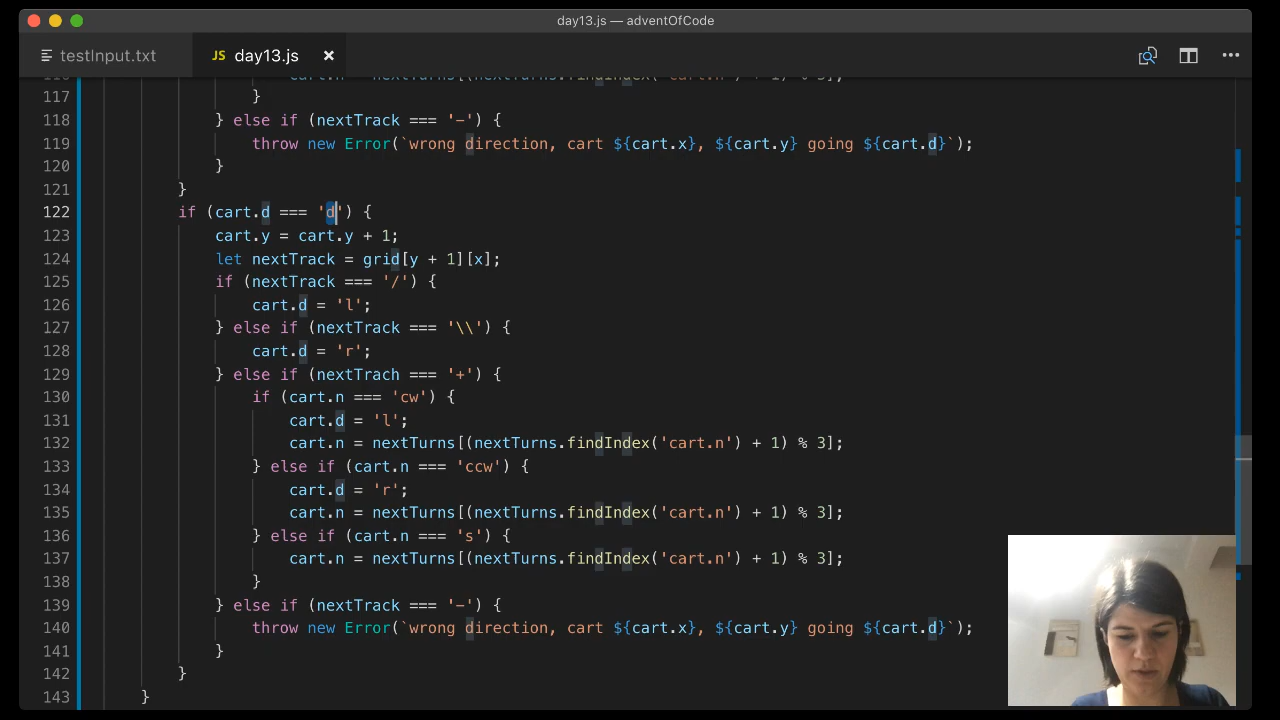 day13.js — adventOfCode
testInput.txt
JS day13.js
117 }
118 } else if (nextTrack === '-') {
119 throw new Error(`wrong direction, cart ${cart.x}, ${cart.y} going ${cart.d}`);
120 }
121 }
122 if (cart.d === 'd') {
123 cart.y = cart.y + 1;
124 let nextTrack = grid[y + 1][x];
125 if (nextTrack === '/') {
126 cart.d = 'l';
127 } else if (nextTrack === '\\') {
128 cart.d = 'r';
129 } else if (nextTrach === '+') {
130 if (cart.n === 'cw') {
131 cart.d = 'l';
132 cart.n = nextTurns[(nextTurns.findIndex('cart.n') + 1) % 3];
133 } else if (cart.n === 'ccw') {
134 cart.d = 'r';
135 cart.n = nextTurns[(nextTurns.findIndex('cart.n') + 1) % 3];
136 } else if (cart.n === 's') {
137 cart.n = nextTurns[(nextTurns.findIndex('cart.n') + 1) % 3];
138 }
139 } else if (nextTrack === '-') {
140 throw new Error(`wrong direction, cart ${cart.x}, ${cart.y} going ${cart.d}`);
141 }
142 }
143 }